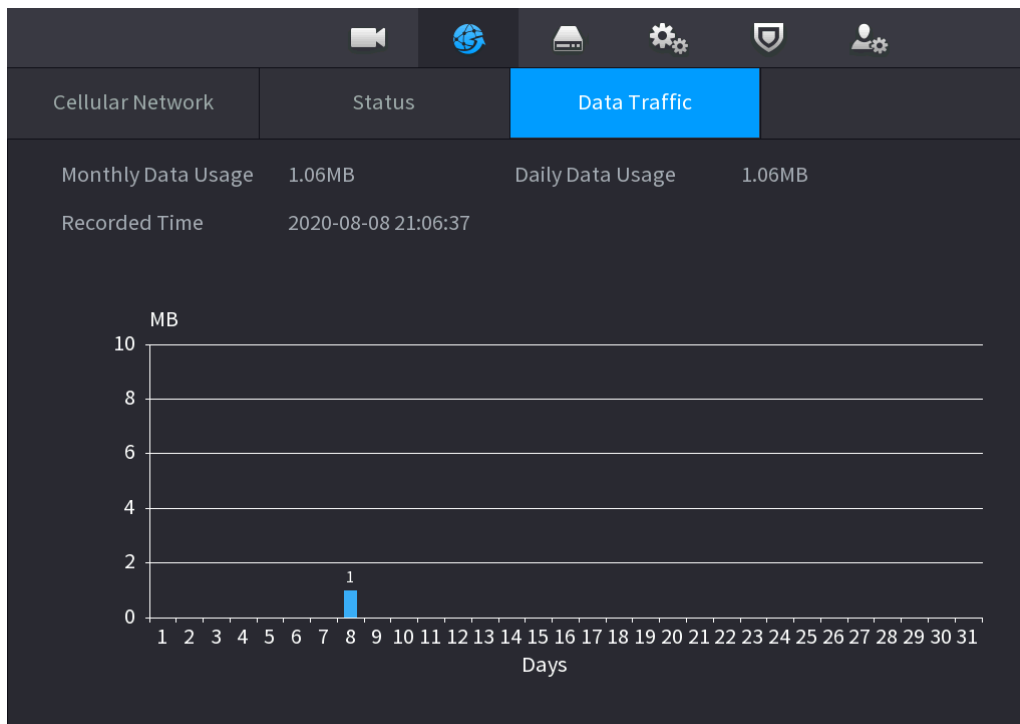 Cellular Network Status Data Traffic
Monthly Data Usage 1.06MB Daily Data Usage 1.06MB
Recorded Time 2020-08-08 21:06:37
MB
10
8
6
4
2
1
0
1 2 3 4 5 6 7 8 9 10 11 12 13 14 15 16 17 18 19 20 21 22 23 24 25 26 27 28 29 30 31
Days